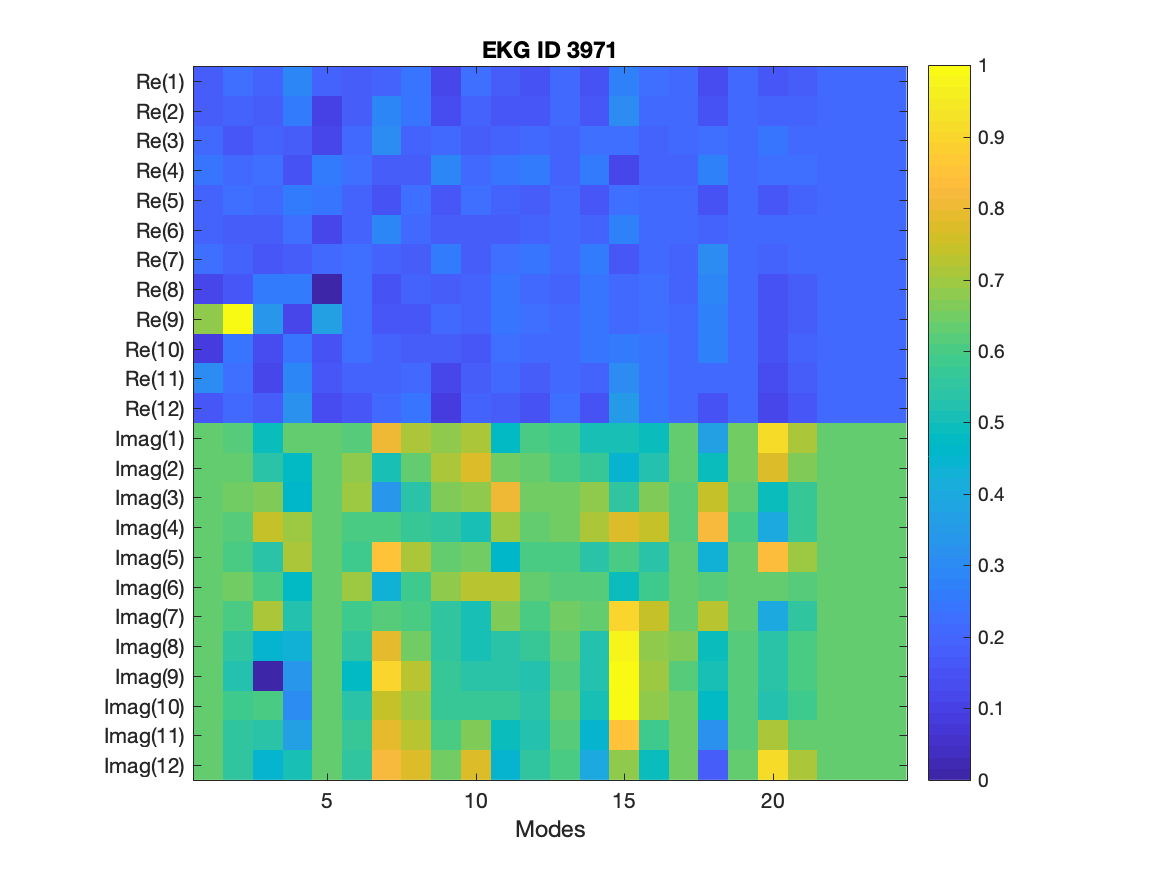 EKG ID 3971
Re(1)
Re(2)
Re(3)
Re(4)
Re(5)
Re(6)
Re(7)
Re(8)
Re(9)
Re(10)
Re(11)
Re(12)
Imag(1)
Imag(2)
Imag(3)
Imag(4)
Imag(5)
Imag(6)
Imag(7)
Imag(8)
Imag(9)
Imag(10)
Imag(11)
Imag(12)
5 10 15 20
Modes
1
0.9
0.8
0.7
0.6
0.5
0.4
0.3
0.2
0.1
0